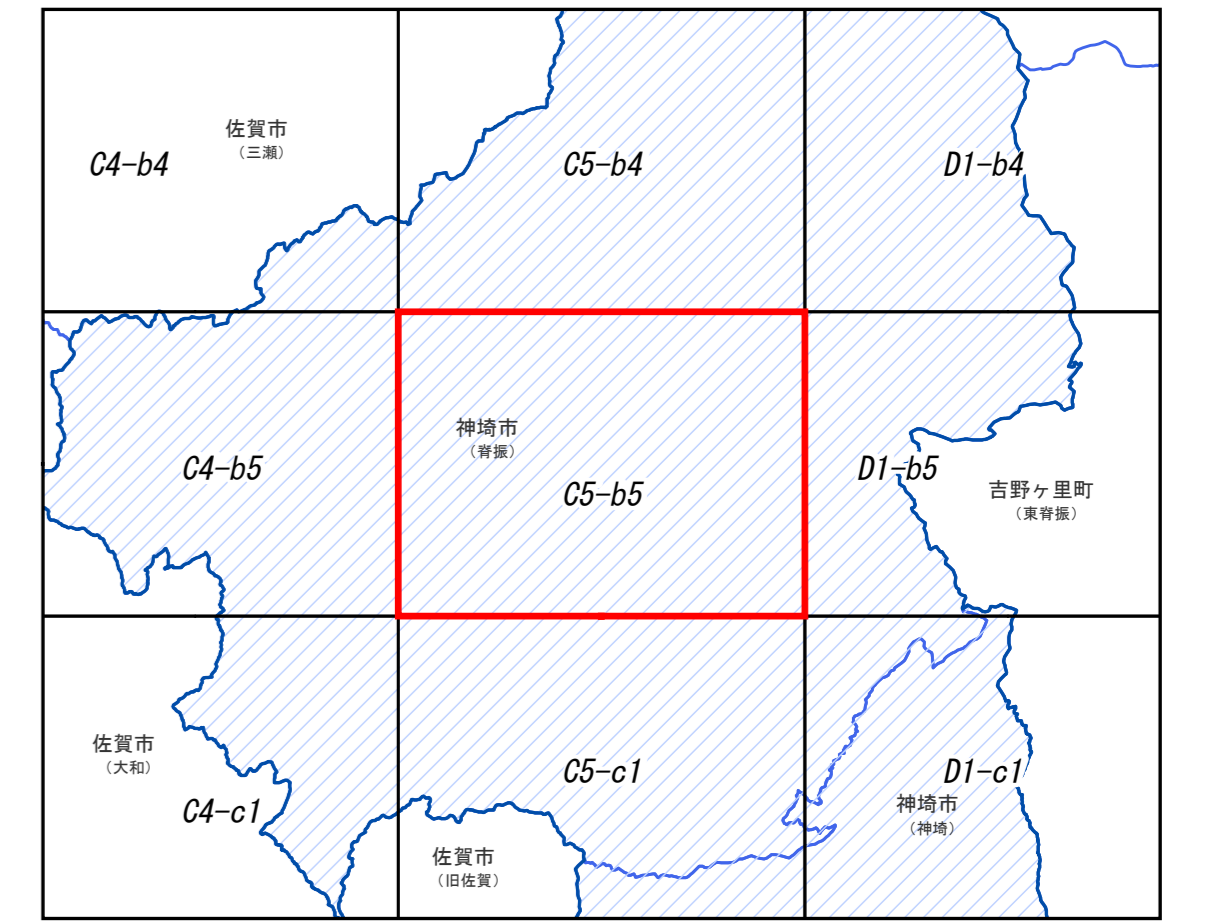 佐賀市
（三瀬）
C4-b4
C5-b4
D1-b4
神埼市
（脊振）
C4-b5
C5-b5
D1-b5
吉野ヶ里町
（東脊振）
佐賀市
（大和）
C4-c1
C5-c1
D1-c1
神埼市
（神埼）
佐賀市
（旧佐賀）